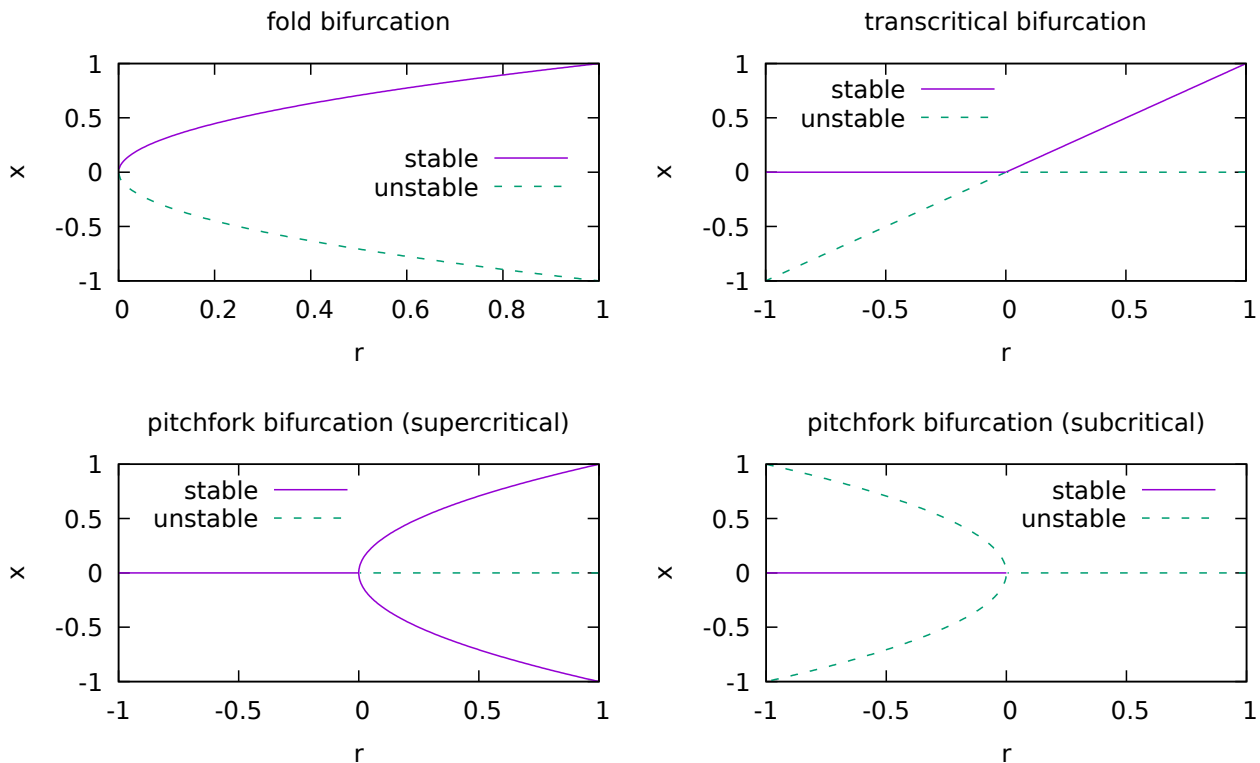 fold bifurcation
1
0.5
0
-0.5
-1
x
stable
unstable
0 0.2 0.4 0.6 0.8 1
r
transcritical bifurcation
1
0.5
0
-0.5
-1
x
stable
unstable
-1 -0.5 0 0.5 1
r
pitchfork bifurcation (supercritical)
1
0.5
0
-0.5
-1
x
stable
unstable
-1 -0.5 0 0.5 1
r
pitchfork bifurcation (subcritical)
1
0.5
0
-0.5
-1
x
stable
unstable
-1 -0.5 0 0.5 1
r